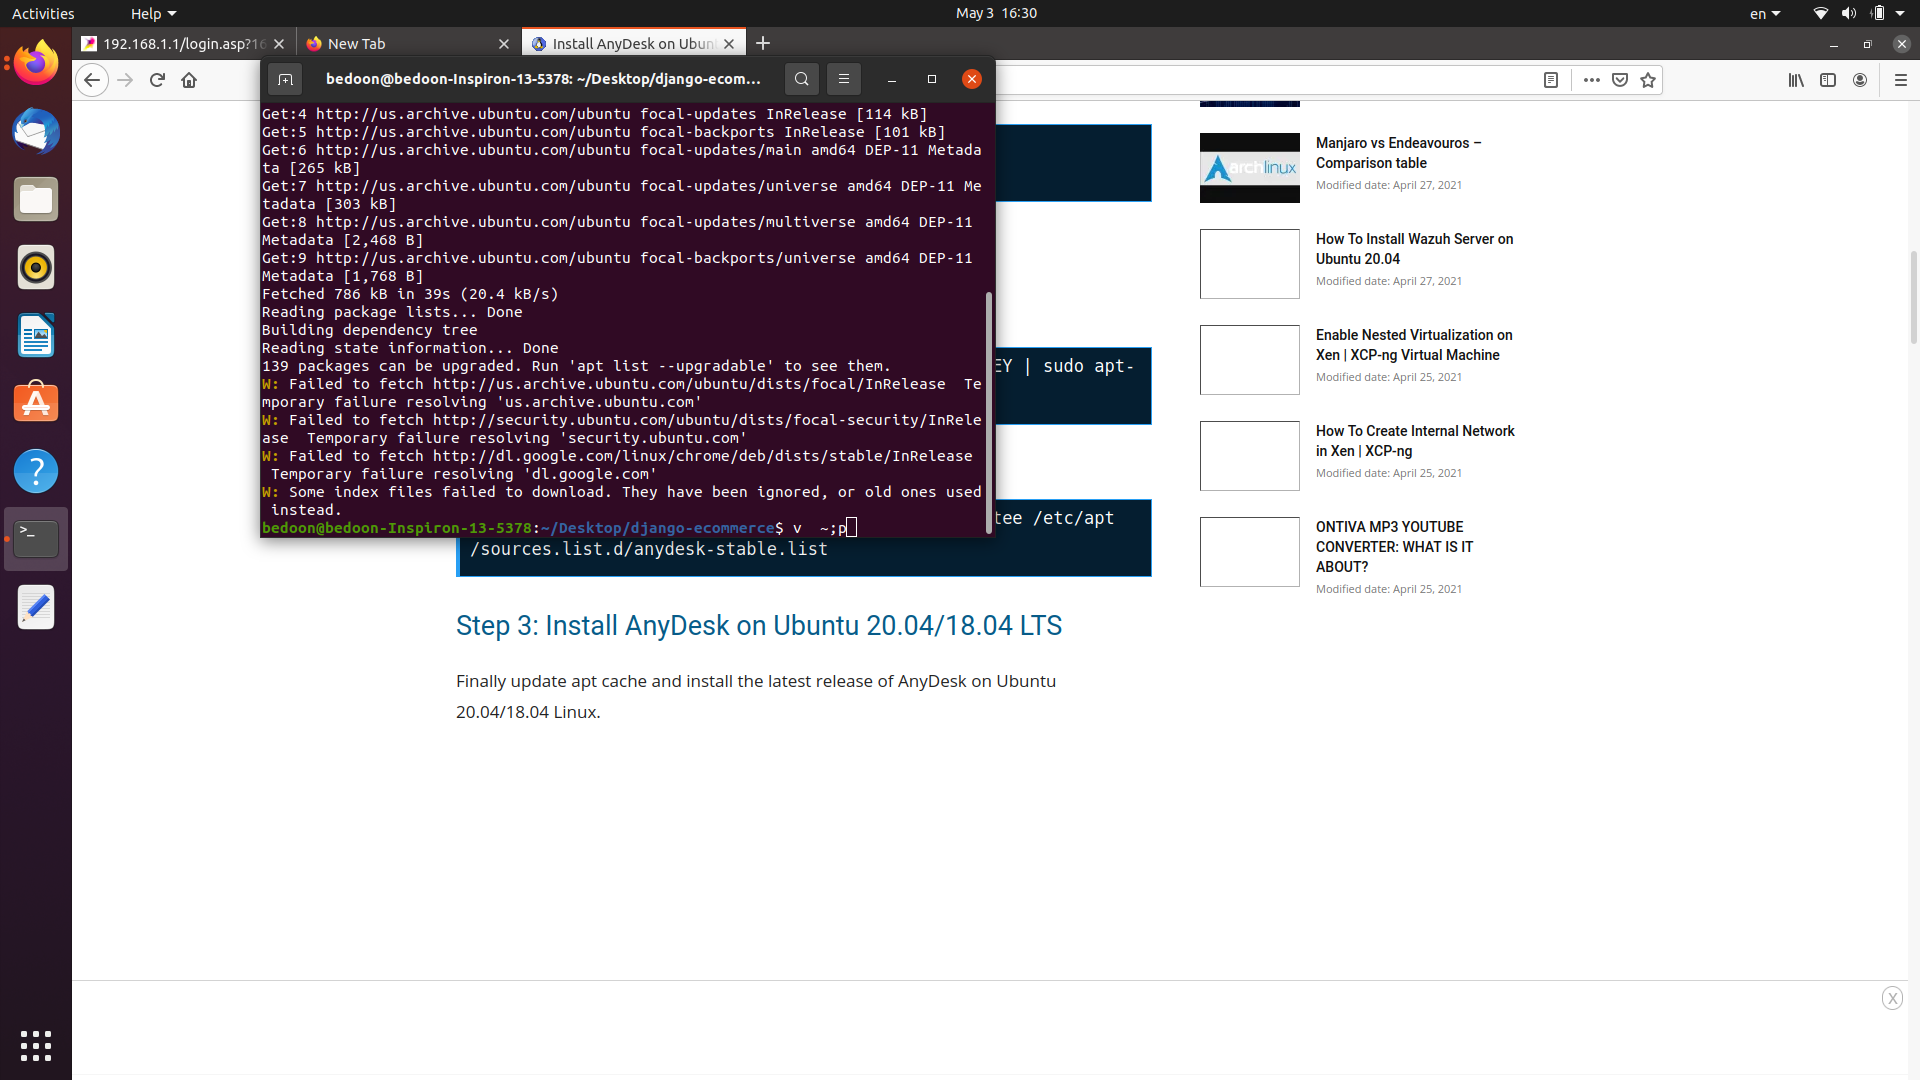 Activities
Help
May 3  16:30
en
192.168.1.1/login.asp?16
New Tab
Install AnyDesk on Ubun
bedoon@bedoon-Inspiron-13-5378: ~/Desktop/django-ecom...
Get:4 http://us.archive.ubuntu.com/ubuntu focal-updates InRelease [114 kB]
Get:5 http://us.archive.ubuntu.com/ubuntu focal-backports InRelease [101 kB]
Get:6 http://us.archive.ubuntu.com/ubuntu focal-updates/main amd64 DEP-11 Metada
ta [265 kB]
Get:7 http://us.archive.ubuntu.com/ubuntu focal-updates/universe amd64 DEP-11 Me
tadata [303 kB]
Get:8 http://us.archive.ubuntu.com/ubuntu focal-updates/multiverse amd64 DEP-11
Metadata [2,468 B]
Get:9 http://us.archive.ubuntu.com/ubuntu focal-backports/universe amd64 DEP-11
Metadata [1,768 B]
Fetched 786 kB in 39s (20.4 kB/s)
Reading package lists... Done
Building dependency tree
Reading state information... Done
139 packages can be upgraded. Run 'apt list --upgradable' to see them.
W: Failed to fetch http://us.archive.ubuntu.com/ubuntu/dists/focal/InRelease  Te
mporary failure resolving 'us.archive.ubuntu.com'
W: Failed to fetch http://security.ubuntu.com/ubuntu/dists/focal-security/InRele
ase  Temporary failure resolving 'security.ubuntu.com'
W: Failed to fetch http://dl.google.com/linux/chrome/deb/dists/stable/InRelease
 Temporary failure resolving 'dl.google.com'
W: Some index files failed to download. They have been ignored, or old ones used
 instead.
bedoon@bedoon-Inspiron-13-5378:~/Desktop/django-ecommerce$ v  ~;p
EY | sudo apt-
tee /etc/apt
/sources.list.d/anydesk-stable.list
Step 3: Install AnyDesk on Ubuntu 20.04/18.04 LTS
Finally update apt cache and install the latest release of AnyDesk on Ubuntu
20.04/18.04 Linux.
archlinux
Manjaro vs Endeavouros –
Comparison table
Modified date: April 27, 2021
How To Install Wazuh Server on
Ubuntu 20.04
Modified date: April 27, 2021
Enable Nested Virtualization on
Xen | XCP-ng Virtual Machine
Modified date: April 25, 2021
How To Create Internal Network
in Xen | XCP-ng
Modified date: April 25, 2021
ONTIVA MP3 YOUTUBE
CONVERTER: WHAT IS IT
ABOUT?
Modified date: April 25, 2021
X